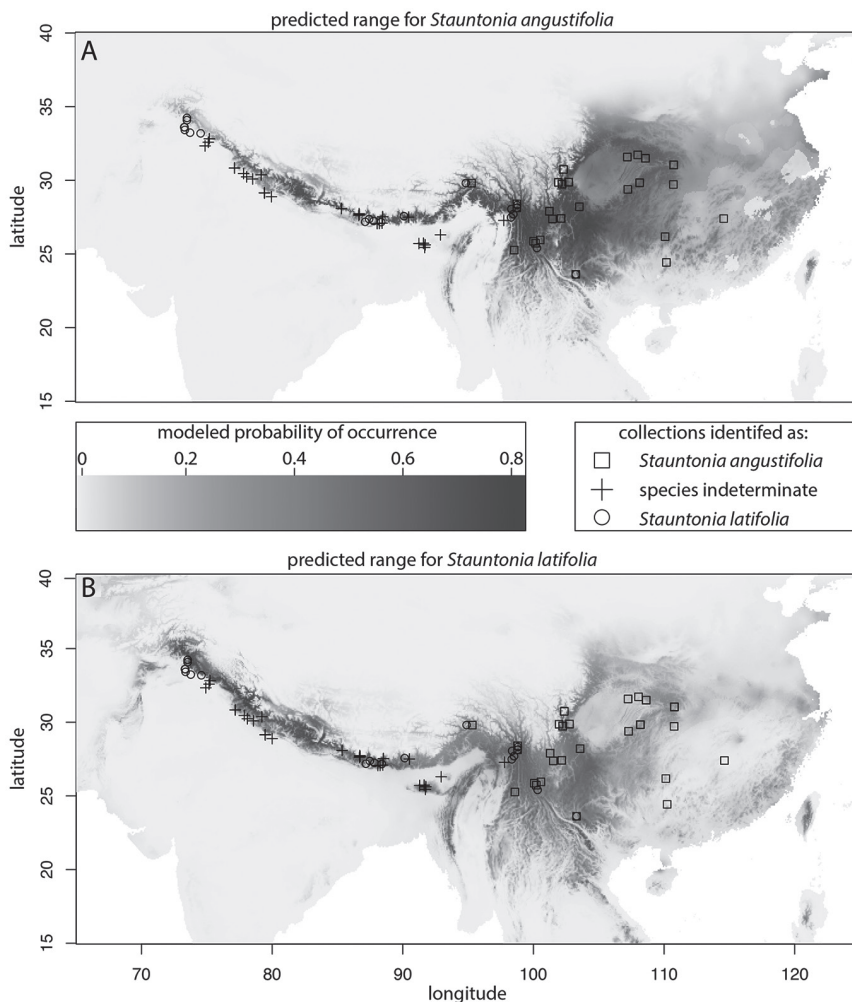 predicted range for Stauntonia angustifolia
A
40
35
30
25
20
15
latitude
modeled probability of occurrence
0 0.2 0.4 0.6 0.8
collections identifed as:
Stauntonia angustifolia
species indeterminate
Stauntonia latifolia
predicted range for Stauntonia latifolia
B
40
35
30
25
20
15
latitude
70 80 90 100 110 120
longitude